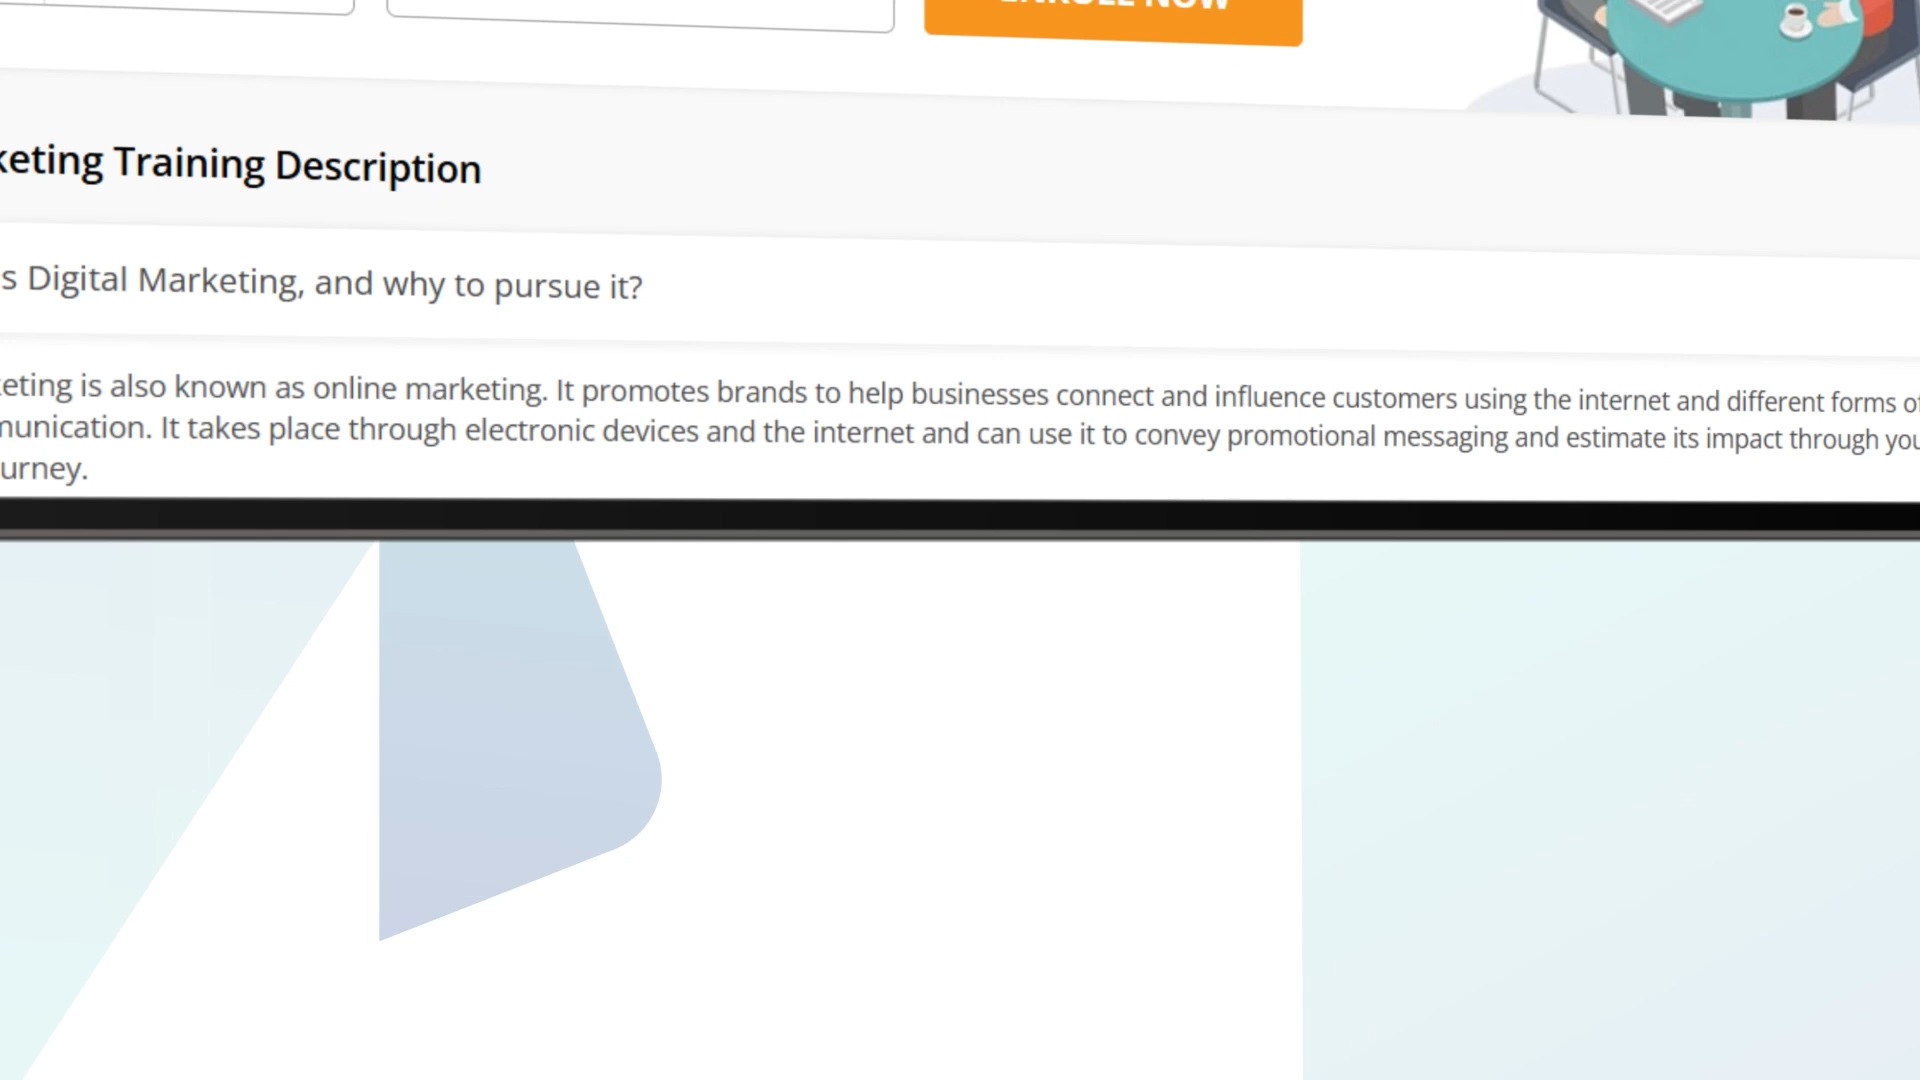 ENROLL NOW
keting Training Description
s Digital Marketing, and why to pursue it?
keting is also known as online marketing. It promotes brands to help businesses connect and influence customers using the internet and different forms of
munication. It takes place through electronic devices and the internet and can use it to convey promotional messaging and estimate its impact through you
urney.